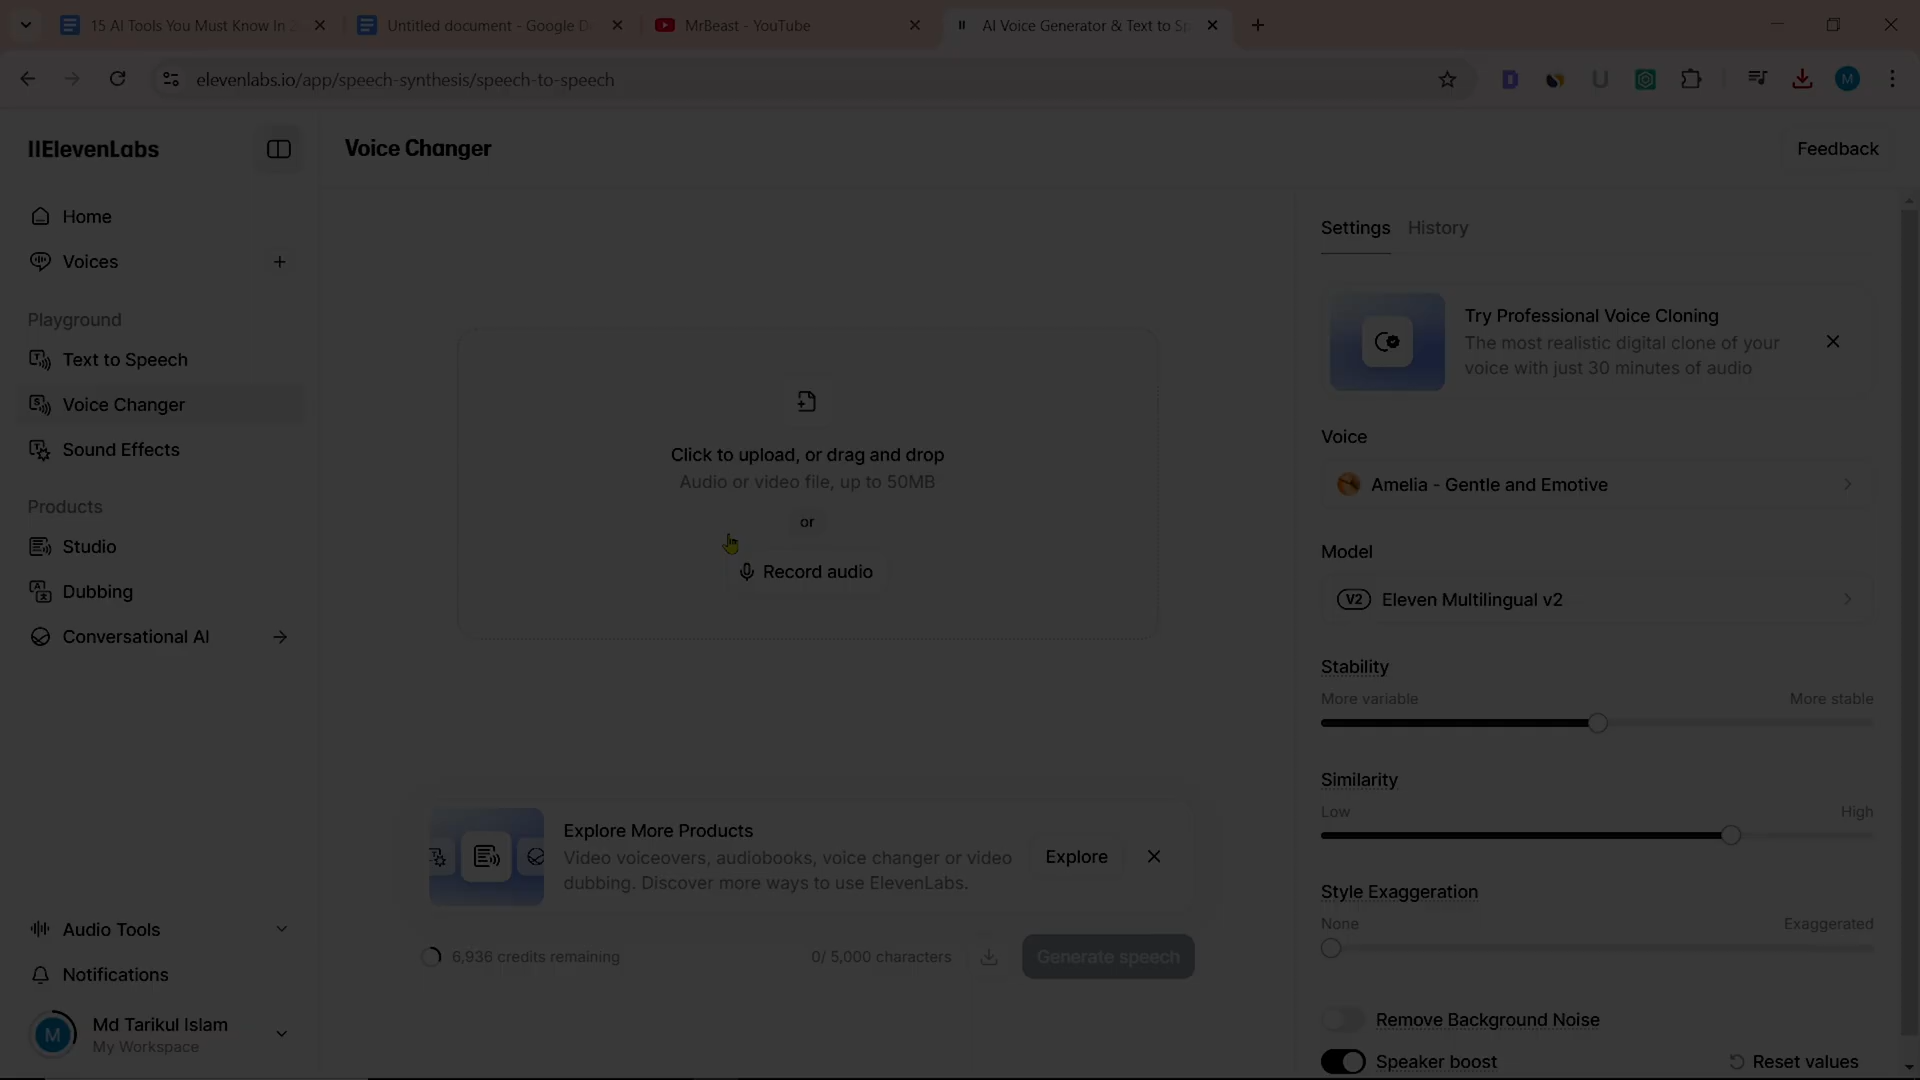 15 AI Tools You Must Know In 2
Untitled document - Google D
MrBeast - YouTube
AI Voice Generator & Text to Sp
elevenlabs.io/app/speech-synthesis/speech-to-speech
M
IIElevenLabs
Voice Changer
Feedback
Home
Voices
Playground
Text to Speech
Voice Changer
Sound Effects
Products
Studio
Dubbing
Conversational AI
Audio Tools
Notifications
M
Md Tarikul Islam
My Workspace
Click to upload, or drag and drop
Audio or video file, up to 50MB
or
Record audio
Explore More Products
Video voiceovers, audiobooks, voice changer or video
dubbing. Discover more ways to use ElevenLabs.
Explore
6,936 credits remaining
0/ 5,000 characters
Generate speech
Settings
History
Try Professional Voice Cloning
The most realistic digital clone of your
voice with just 30 minutes of audio
Voice
Amelia - Gentle and Emotive
Model
V2 Eleven Multilingual v2
Stability
More variable
More stable
Similarity
Low
High
Style Exaggeration
None
Exaggerated
Remove Background Noise
Speaker boost
Reset values